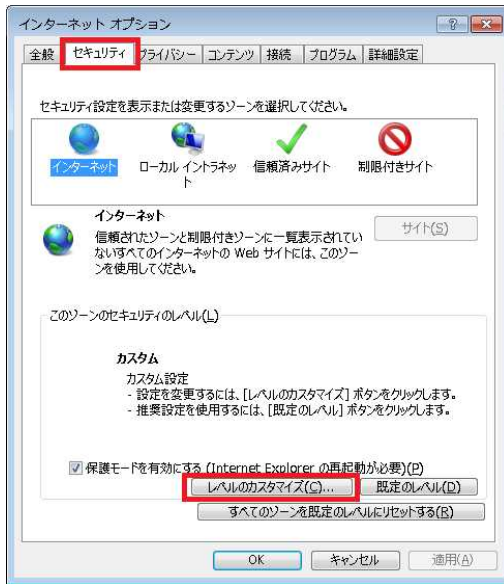 インターネット オプション
全般 セキュリティ プライバシー コンテンツ 接続 プログラム 詳細設定
セキュリティ設定を表示または変更するゾーンを選択してください。
インターネット ローカル イントラネッ 信頼済みサイト 制限付きサイト
ト
インターネット
サイト(S)
信頼されたゾーンと制限付きゾーンに一覧表示されてい
ないすべてのインターネットの Web サイトには、このゾー
ンを使用してください。
このゾーンのセキュリティのレベル(L)
カスタム
カスタム設定
- 設定を変更するには、[レベルのカスタマイズ] ボタンをクリックします。
- 推奨設定を使用するには、[既定のレベル] ボタンをクリックします。
保護モードを有効にする (Internet Explorer の再起動が必要)(P)
レベルのカスタマイズ(C)... 既定のレベル(D)
すべてのゾーンを既定のレベルにリセットする(R)
OK キャンセル 適用(A)